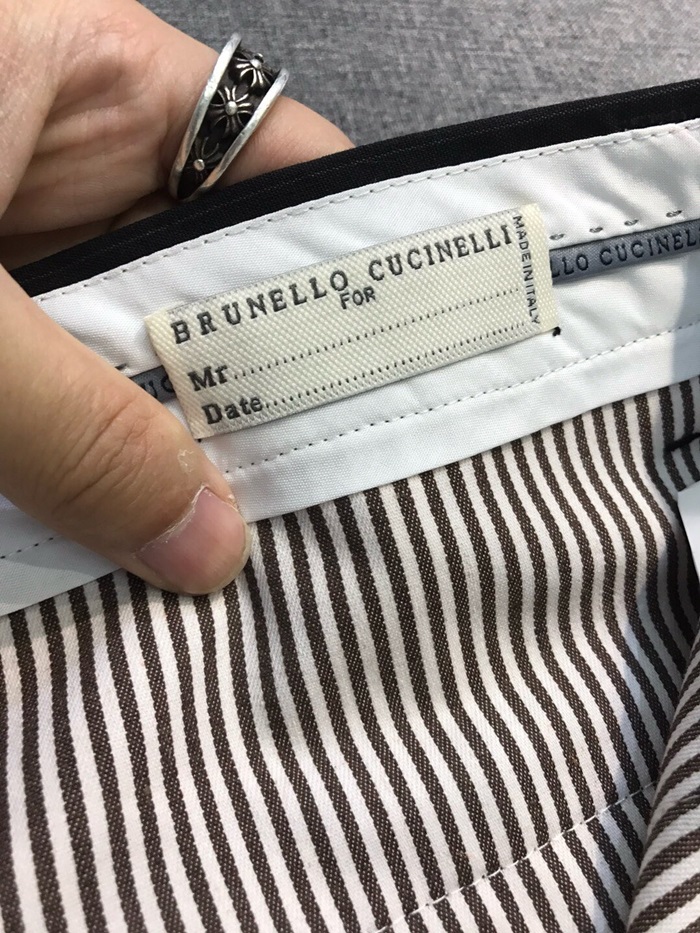 BRUNELLO CUCINELLI
FOR
Mr
Date
MADE IN ITALY
LLO CUCINEL